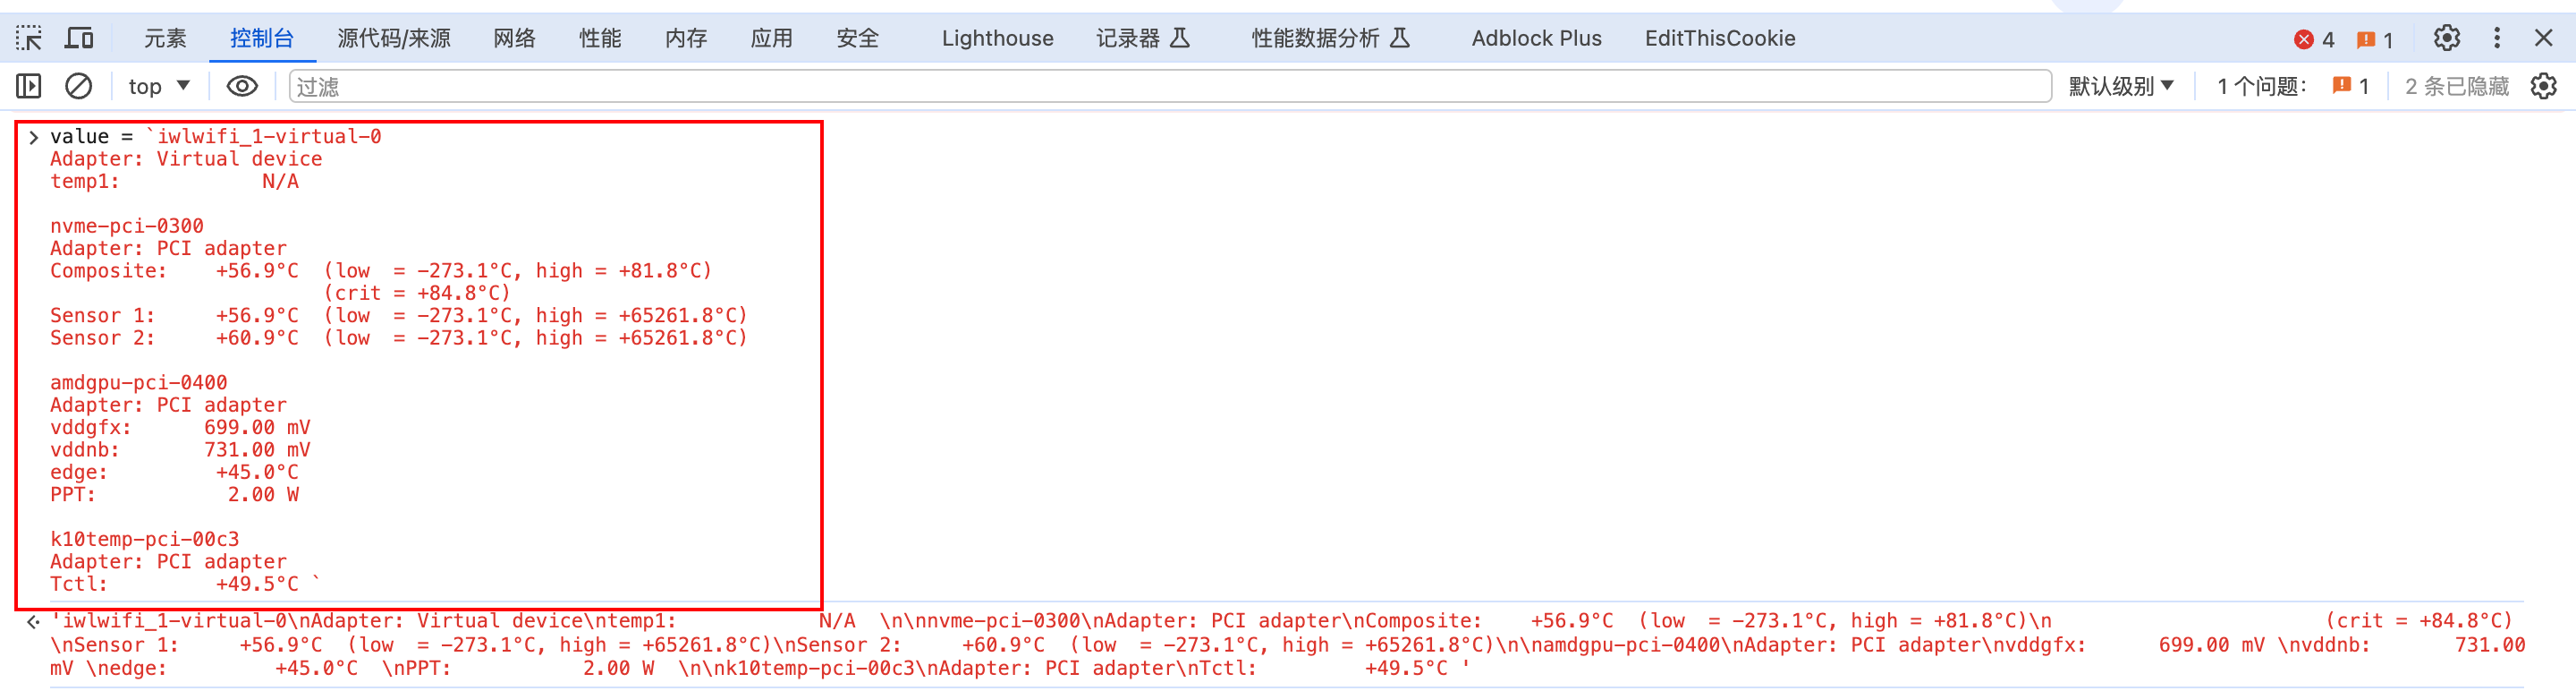 元素 控制台 源代码/来源 网络 性能 内存 应用 安全 Lighthouse 记录器 性能数据分析 Adblock Plus EditThisCookie 4 1
top 过滤 默认级别 1 个问题: 1 2 条已隐藏
value = `iwlwifi_1-virtual-0
Adapter: Virtual device
temp1:            N/A

nvme-pci-0300
Adapter: PCI adapter
Composite:    +56.9°C  (low  = -273.1°C, high = +81.8°C)
                       (crit = +84.8°C)
Sensor 1:     +56.9°C  (low  = -273.1°C, high = +65261.8°C)
Sensor 2:     +60.9°C  (low  = -273.1°C, high = +65261.8°C)

amdgpu-pci-0400
Adapter: PCI adapter
vddgfx:      699.00 mV
vddnb:       731.00 mV
edge:         +45.0°C
PPT:           2.00 W

k10temp-pci-00c3
Adapter: PCI adapter
Tctl:         +49.5°C `
'iwlwifi_1-virtual-0\nAdapter: Virtual device\ntemp1:            N/A  \n\nnvme-pci-0300\nAdapter: PCI adapter\nComposite:    +56.9°C  (low  = -273.1°C, high = +81.8°C)\n                       (crit = +84.8°C)
\nSensor 1:     +56.9°C  (low  = -273.1°C, high = +65261.8°C)\nSensor 2:     +60.9°C  (low  = -273.1°C, high = +65261.8°C)\n\namdgpu-pci-0400\nAdapter: PCI adapter\nvddgfx:      699.00 mV \nvddnb:       731.00
mV \nedge:         +45.0°C  \nPPT:           2.00 W  \n\nk10temp-pci-00c3\nAdapter: PCI adapter\nTctl:         +49.5°C '